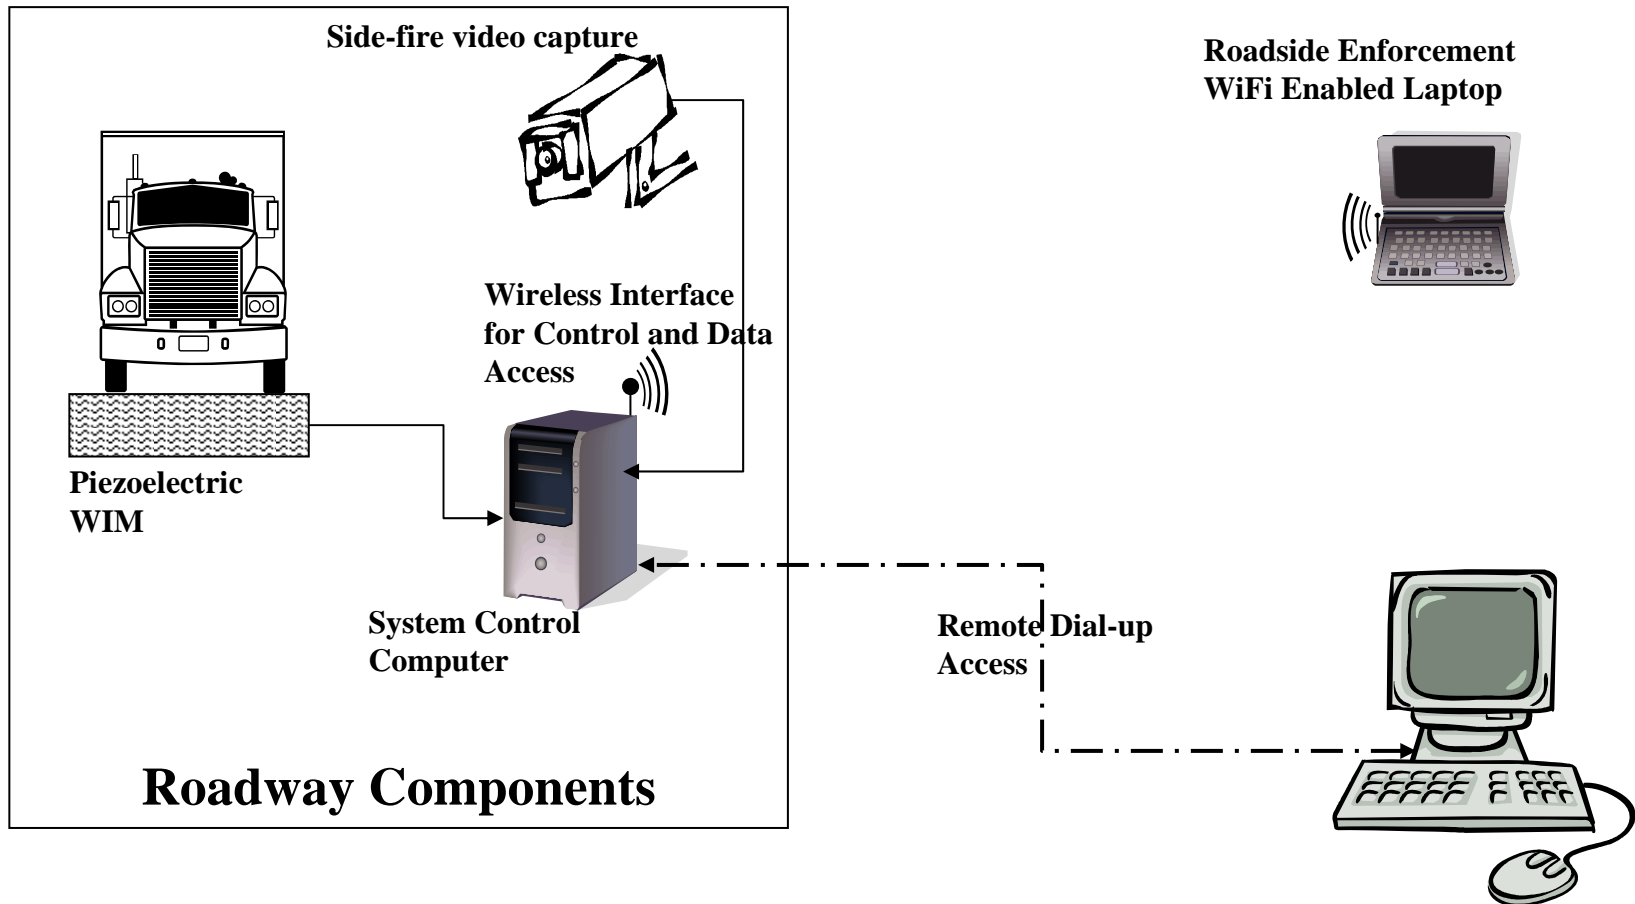 Side-fire video capture
Roadside Enforcement
WiFi Enabled Laptop
Wireless Interface
for Control and Data
Access
Piezoelectric
WIM
System Control
Computer
Remote Dial-up
Access
Roadway Components